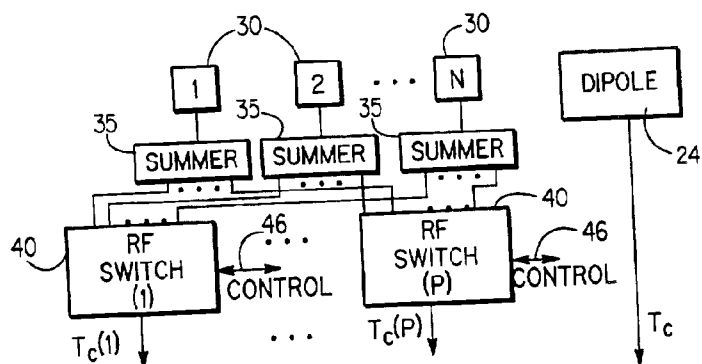 30 30
1 2 • • • N DIPOLE
35 35 35 24
SUMMER SUMMER SUMMER
• • • • • • • • •
• • • • • •
40 RF SWITCH (1) 46 CONTROL • • • 40 RF SWITCH (P) 46 CONTROL
Tc(1) • • • Tc(P) Tc